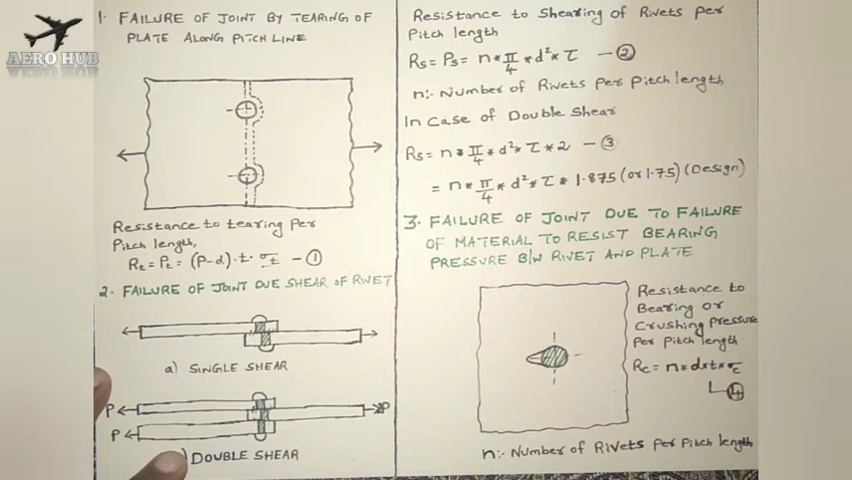 AERO HUB
1. FAILURE OF JOINT BY TEARING OF
PLATE ALONG PITCH LINE
Resistance to tearing per
Pitch length,
Rt = Pt = (P-d)·t·σt — ①
2. FAILURE OF JOINT DUE SHEAR OF RIVET
a) SINGLE SHEAR
P
2P
P
) DOUBLE SHEAR
Resistance to Shearing of Rivets per
Pitch length
Rs = Ps = n * π/4 * d² * τ — ②
n:- Number of Rivets per pitch length
In Case of Double Shear
Rs = n * π/4 * d² * τ * 2 — ③
= n * π/4 * d² * τ * 1.875 (or 1.75) (Design)
3. FAILURE OF JOINT DUE TO FAILURE
OF MATERIAL TO RESIST BEARING
PRESSURE B/W RIVET AND PLATE
Resistance to
Bearing or
Crushing Pressure
Per pitch length
Rc = n*d*t*σc
④
n:- Number of Rivets per Pitch length